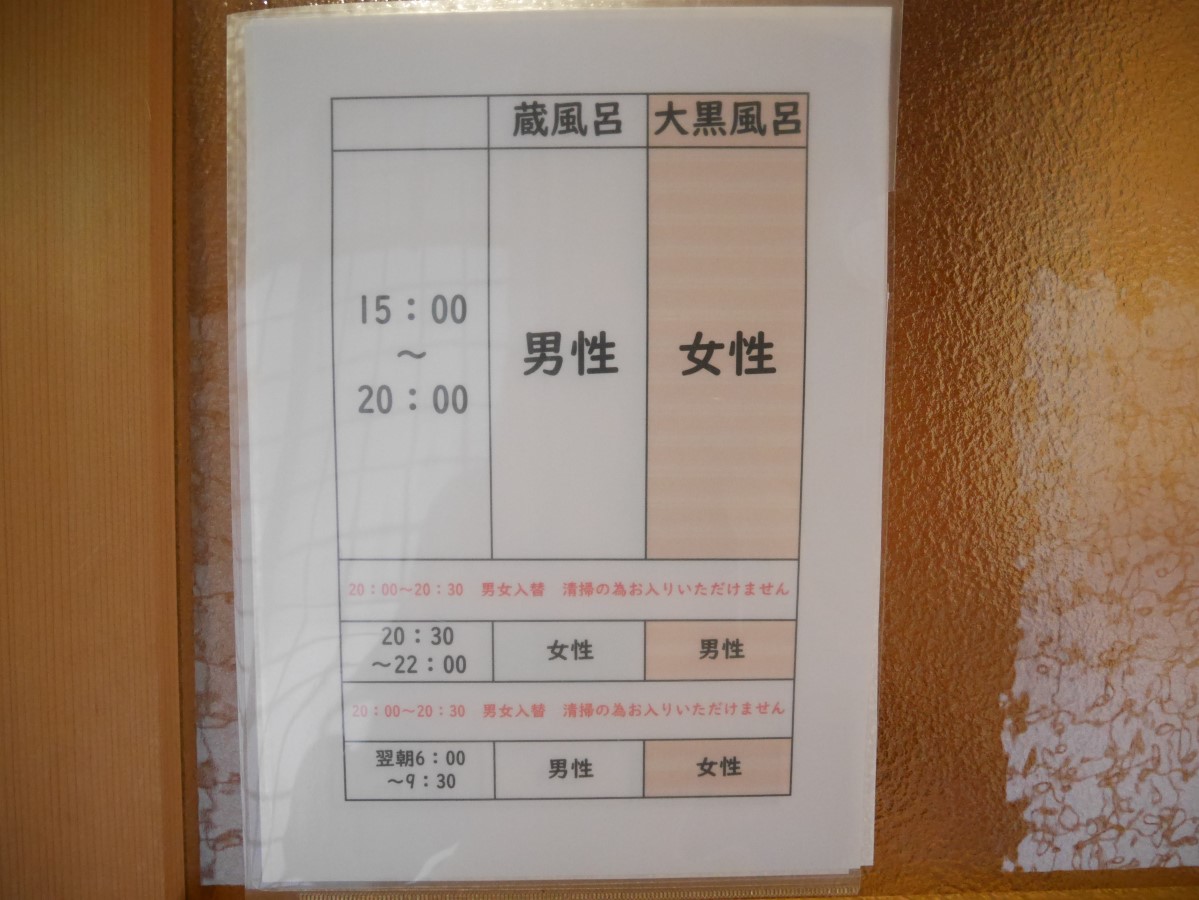 蔵風呂 大黒風呂
15：00
～
20：00
男性 女性
20：00～20：30　男女入替　清掃の為お入りいただけません
20：30
～22：00
女性 男性
20：00～20：30　男女入替　清掃の為お入りいただけません
翌朝6：00
～9：30
男性 女性